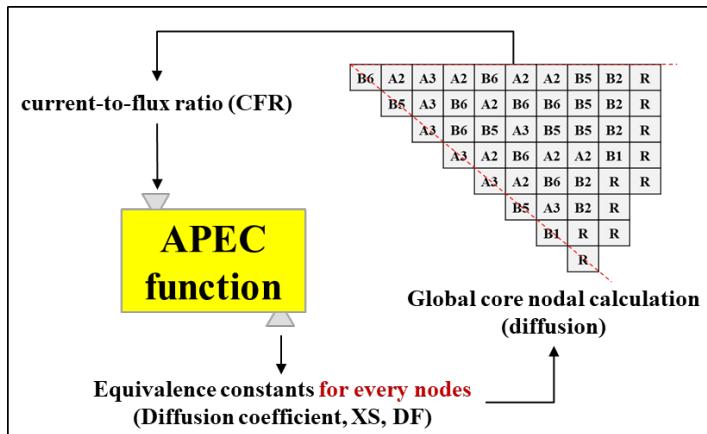 B6 A2 A3 A2 B6 A2 A2 B5 B2 R
B5 A3 B6 A2 B6 B6 B5 B2 R
A3 B6 B5 A3 B5 B5 B2 R
A3 A2 B6 A2 A2 B1 R
A3 A2 B6 B2 R R
B5 A3 B2 R
B1 R R
R
current-to-flux ratio (CFR)
APEC
function
Global core nodal calculation
(diffusion)
Equivalence constants for every nodes
(Diffusion coefficient, XS, DF)